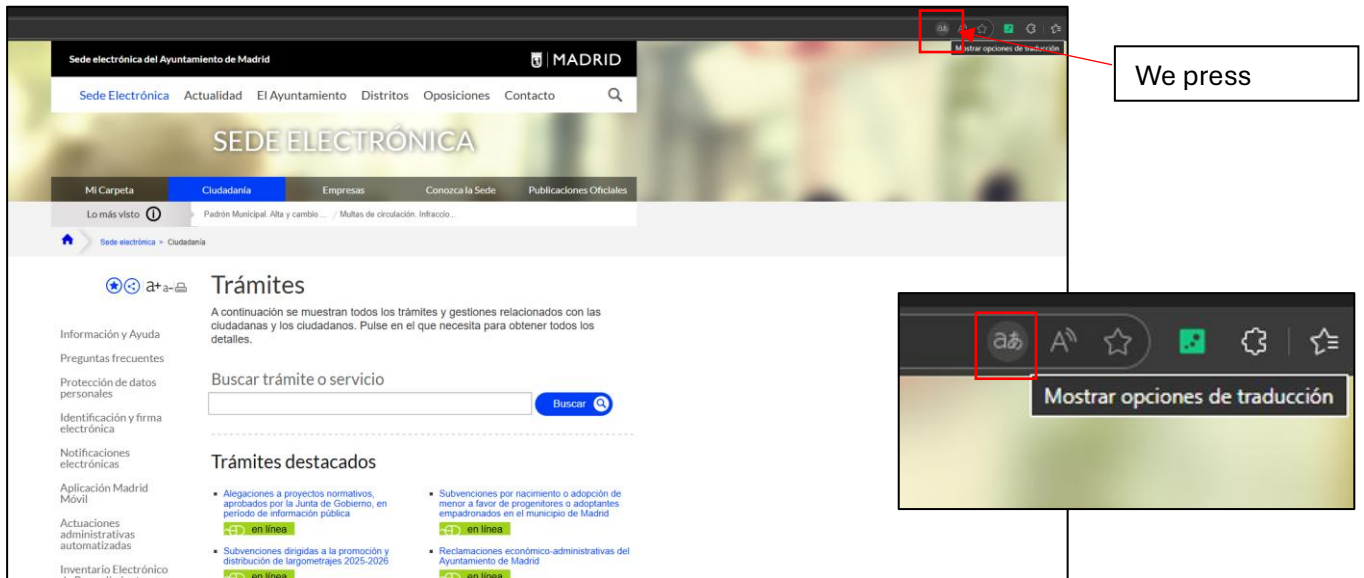 aあ A
Mostrar opciones de traducción
We press
Sede electrónica del Ayuntamiento de Madrid
MADRID
Sede Electrónica Actualidad El Ayuntamiento Distritos Oposiciones Contacto
SEDE ELECTRÓNICA
Mi Carpeta Ciudadanía Empresas Conozca la Sede Publicaciones Oficiales
Lo más visto Padrón Municipal. Alta y cambio ... / Multas de circulación. Infraccio...
Sede electrónica > Ciudadanía
a+ a-
Trámites
A continuación se muestran todos los trámites y gestiones relacionados con las
ciudadanas y los ciudadanos. Pulse en el que necesita para obtener todos los
detalles.
Información y Ayuda
Preguntas frecuentes
Protección de datos
personales
Identificación y firma
electrónica
Notificaciones
electrónicas
Aplicación Madrid
Móvil
Actuaciones
administrativas
automatizadas
Inventario Electrónico
Buscar trámite o servicio
Buscar
Trámites destacados
Alegaciones a proyectos normativos,
aprobados por la Junta de Gobierno, en
período de información pública
en línea
Subvenciones dirigidas a la promoción y
distribución de largometrajes 2025-2026
en línea
Subvenciones por nacimiento o adopción de
menor a favor de progenitores o adoptantes
empadronados en el municipio de Madrid
en línea
Reclamaciones económico-administrativas del
Ayuntamiento de Madrid
en línea
aあ A
Mostrar opciones de traducción